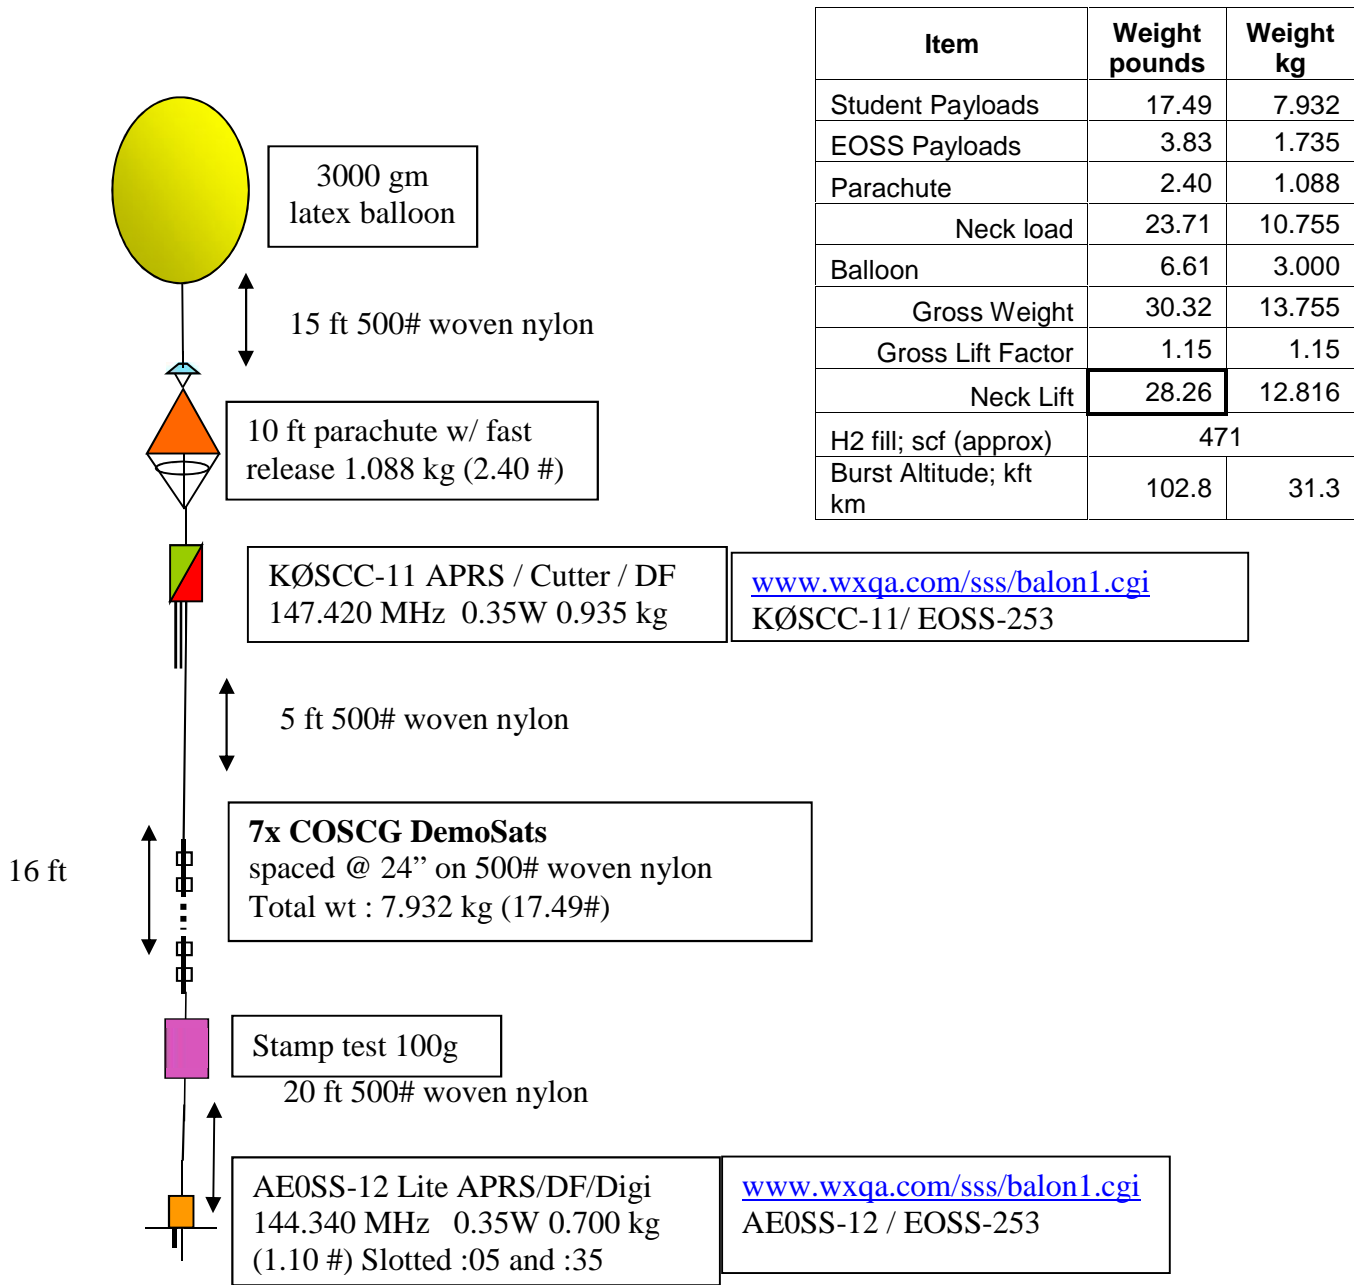 Item Weight pounds Weight kg
Student Payloads 17.49 7.932
EOSS Payloads 3.83 1.735
Parachute 2.40 1.088
Neck load 23.71 10.755
Balloon 6.61 3.000
Gross Weight 30.32 13.755
Gross Lift Factor 1.15 1.15
Neck Lift 28.26 12.816
H2 fill; scf (approx) 471
Burst Altitude; kft km 102.8 31.3
3000 gm
latex balloon
15 ft 500# woven nylon
10 ft parachute w/ fast
release 1.088 kg (2.40 #)
KØSCC-11 APRS / Cutter / DF
147.420 MHz 0.35W 0.935 kg
www.wxqa.com/sss/balon1.cgi
KØSCC-11/ EOSS-253
5 ft 500# woven nylon
16 ft
7x COSCG DemoSats
spaced @ 24” on 500# woven nylon
Total wt : 7.932 kg (17.49#)
Stamp test 100g
20 ft 500# woven nylon
AE0SS-12 Lite APRS/DF/Digi
144.340 MHz 0.35W 0.700 kg
(1.10 #) Slotted :05 and :35
www.wxqa.com/sss/balon1.cgi
AE0SS-12 / EOSS-253